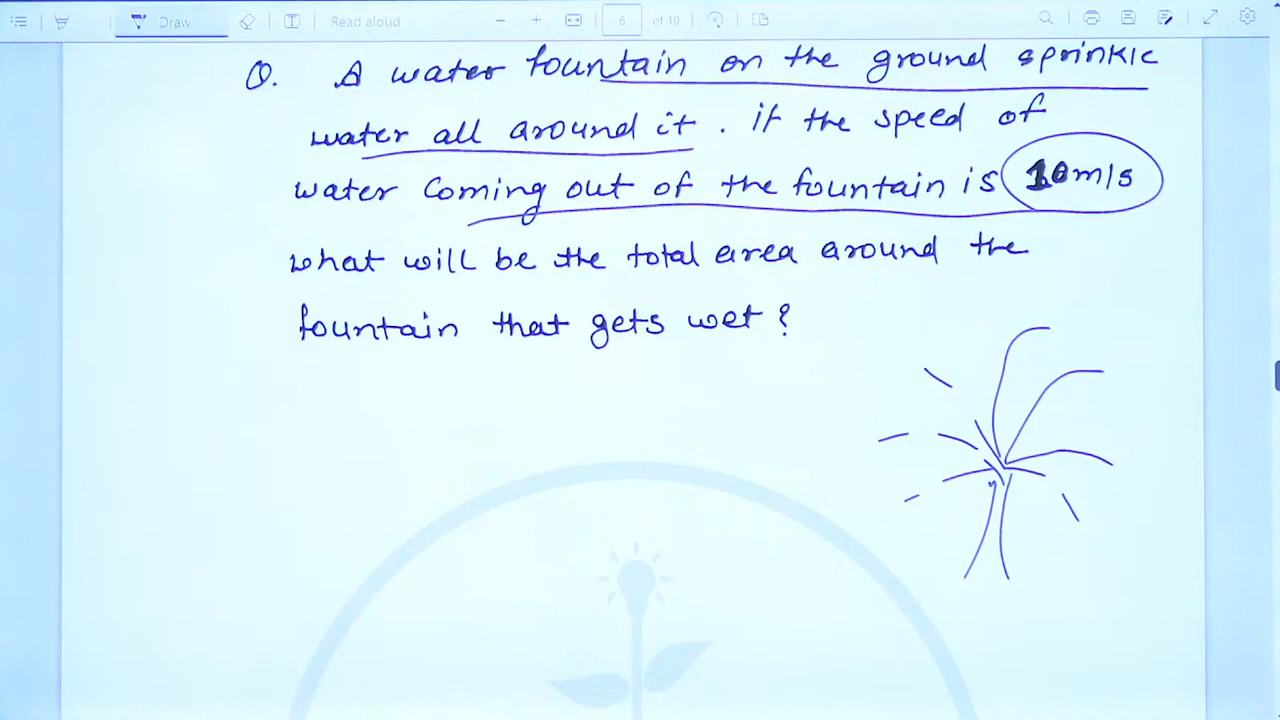 Draw
Read aloud
6 of 10
Q. A water fountain on the ground sprinkle
water all around it. if the speed of
water coming out of the fountain is 10m/s
what will be the total area around the
fountain that gets wet?